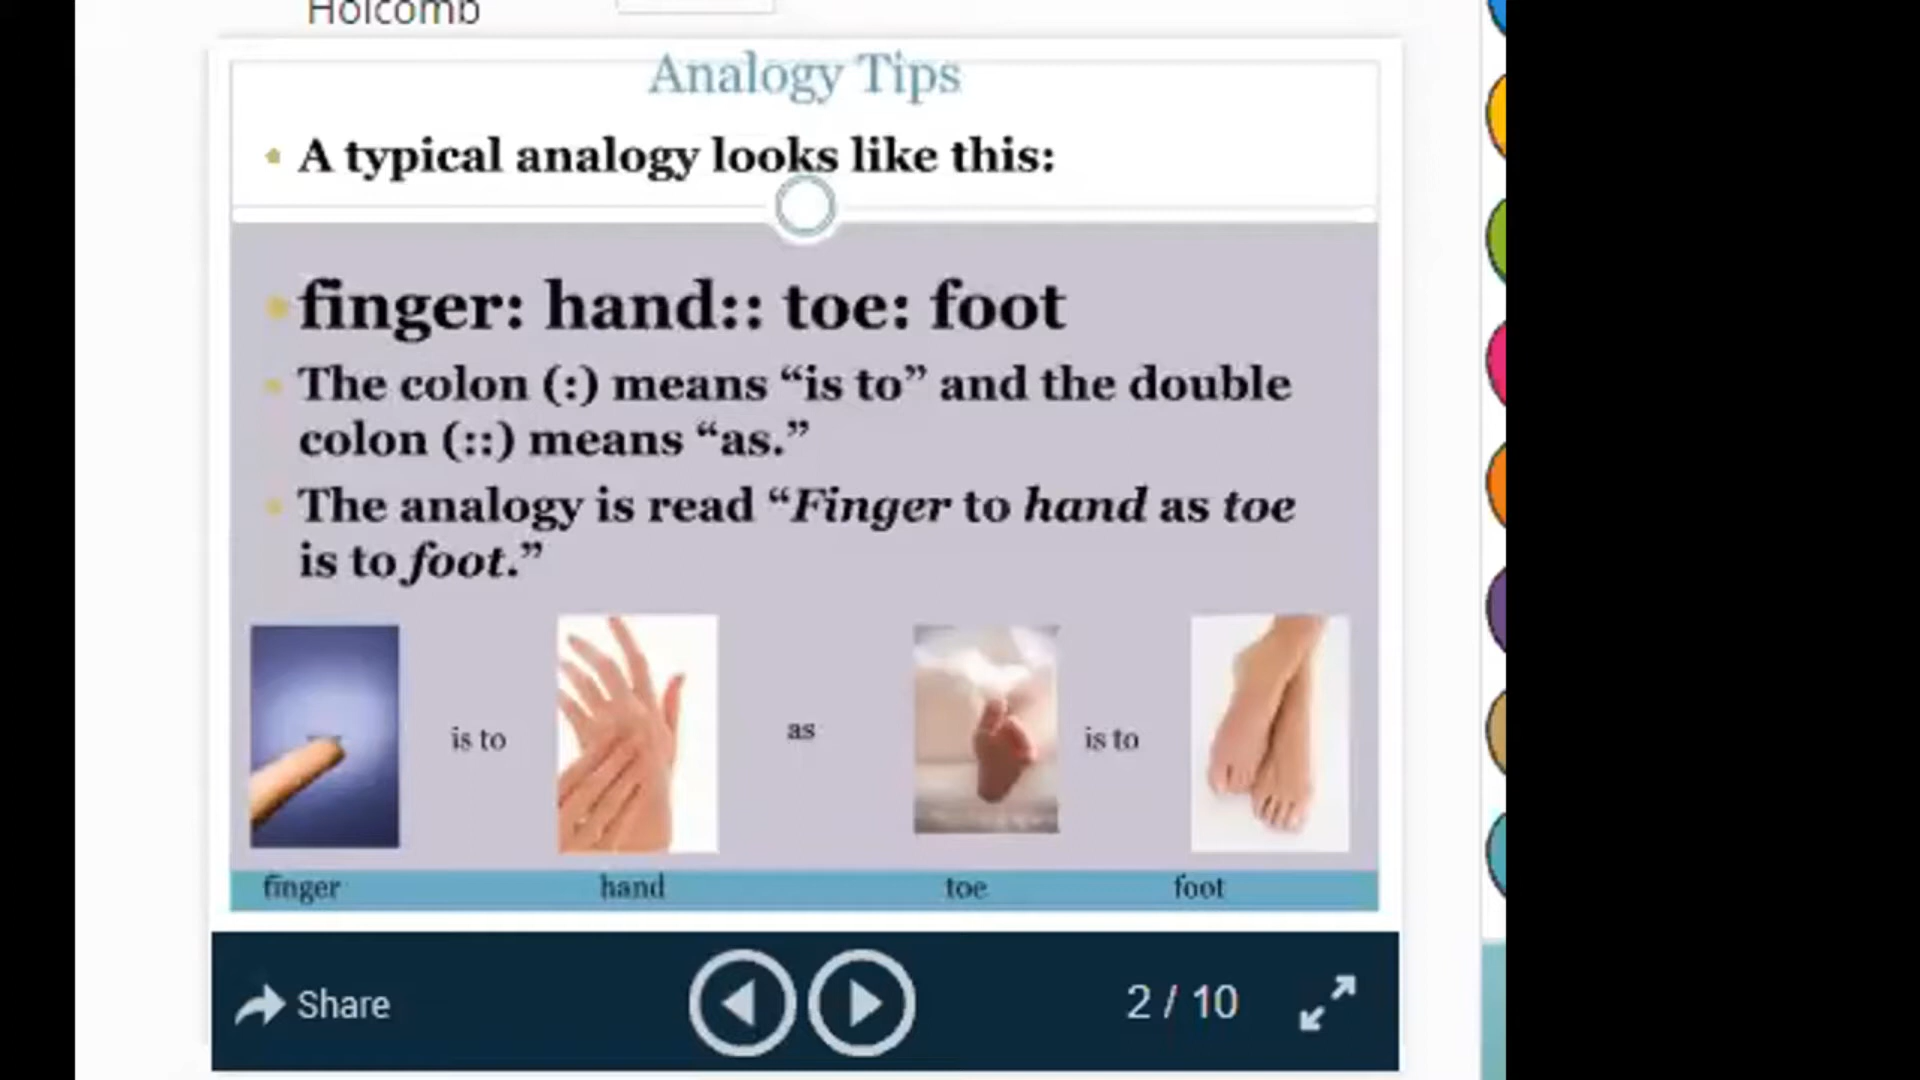 Holcomb
Analogy Tips
A typical analogy looks like this:
finger: hand:: toe: foot
The colon (:) means “is to” and the double
colon (::) means “as.”
The analogy is read “Finger to hand as toe
is to foot.”
is to
as
is to
finger
hand
toe
foot
Share
2 / 10